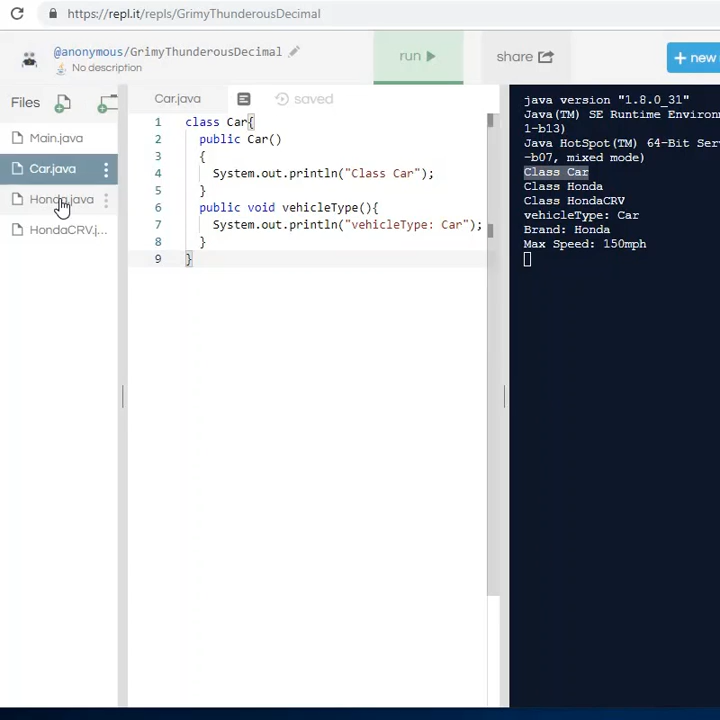 https://repl.it/repls/GrimyThunderousDecimal
@anonymous/GrimyThunderousDecimal
No description
run
share
new
Files
Main.java
Car.java
Honda.java
HondaCRV.j...
Car.java
saved
1 class Car{
2 public Car()
3 {
4 System.out.println("Class Car");
5 }
6 public void vehicleType(){
7 System.out.println("vehicleType: Car");
8 }
9 }
java version "1.8.0_31"
Java(TM) SE Runtime Environm
1-b13)
Java HotSpot(TM) 64-Bit Serv
-b07, mixed mode)
Class Car
Class Honda
Class HondaCRV
vehicleType: Car
Brand: Honda
Max Speed: 150mph